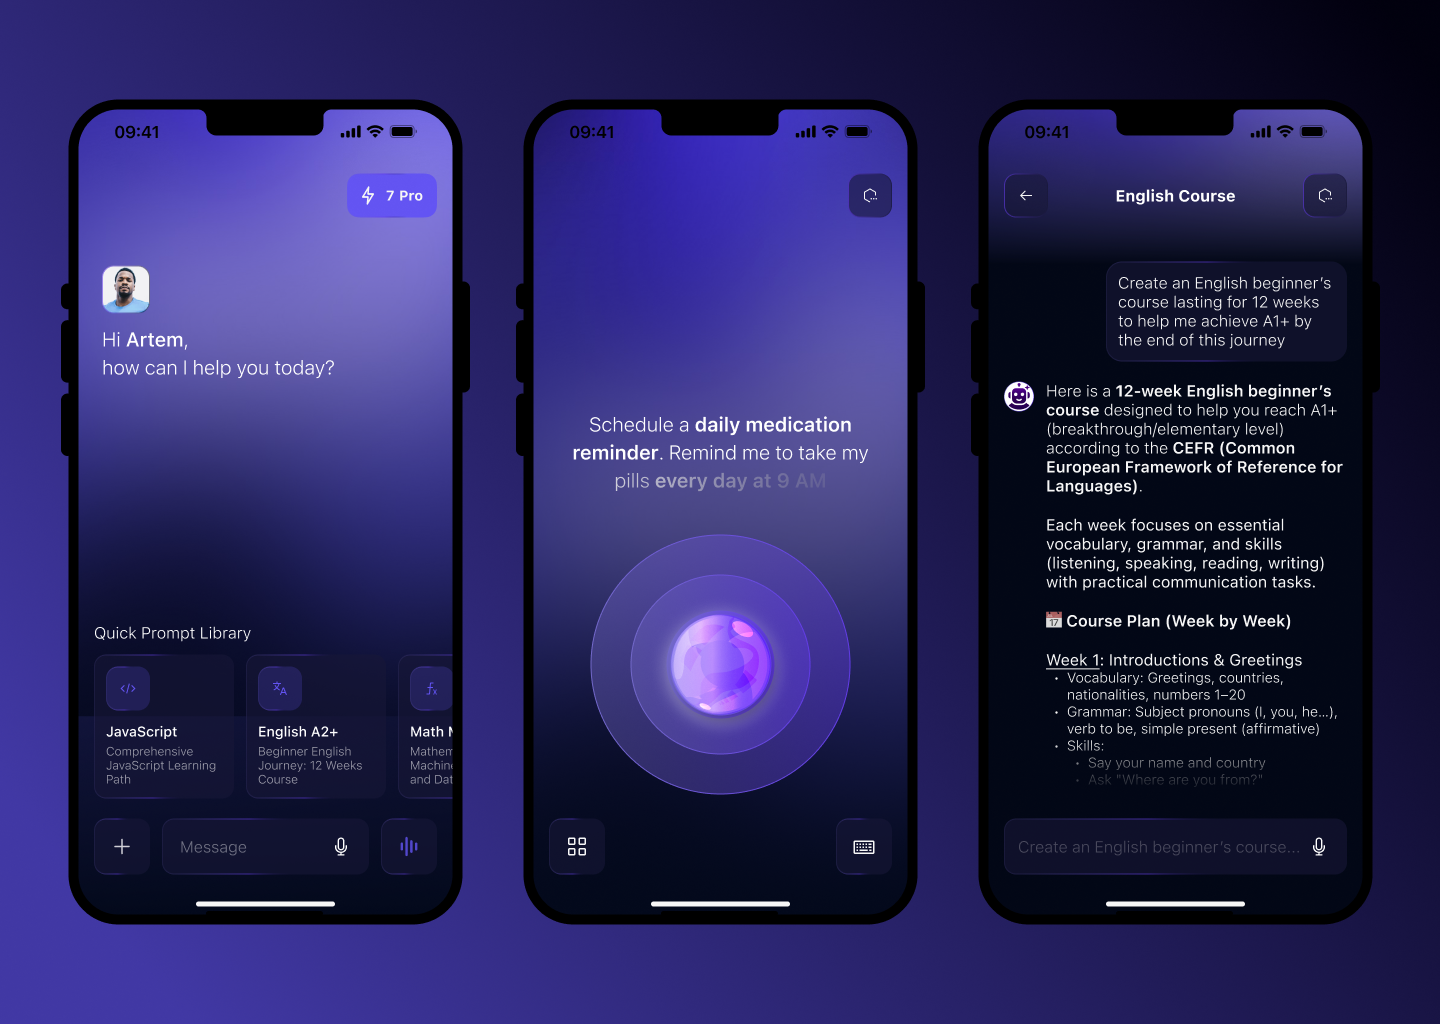 09:41
7 Pro
Hi Artem,
how can I help you today?
Quick Prompt Library
JavaScript
Comprehensive
JavaScript Learning
Path
English A2+
Beginner English
Journey: 12 Weeks
Course
Math
Mathem
Machin
and Dat
Message
09:41
Schedule a daily medication
reminder. Remind me to take my
pills every day at 9 AM
09:41
English Course
Create an English beginner's
course lasting for 12 weeks
to help me achieve A1+ by
the end of this journey
Here is a 12-week English beginner's
course designed to help you reach A1+
(breakthrough/elementary level)
according to the CEFR (Common
European Framework of Reference for
Languages).
Each week focuses on essential
vocabulary, grammar, and skills
(listening, speaking, reading, writing)
with practical communication tasks.
📅 Course Plan (Week by Week)
Week 1: Introductions & Greetings
• Vocabulary: Greetings, countries,
nationalities, numbers 1–20
• Grammar: Subject pronouns (I, you, he...),
verb to be, simple present (affirmative)
• Skills:
• Say your name and country
• Ask "Where are you from?"
Create an English beginner's course...